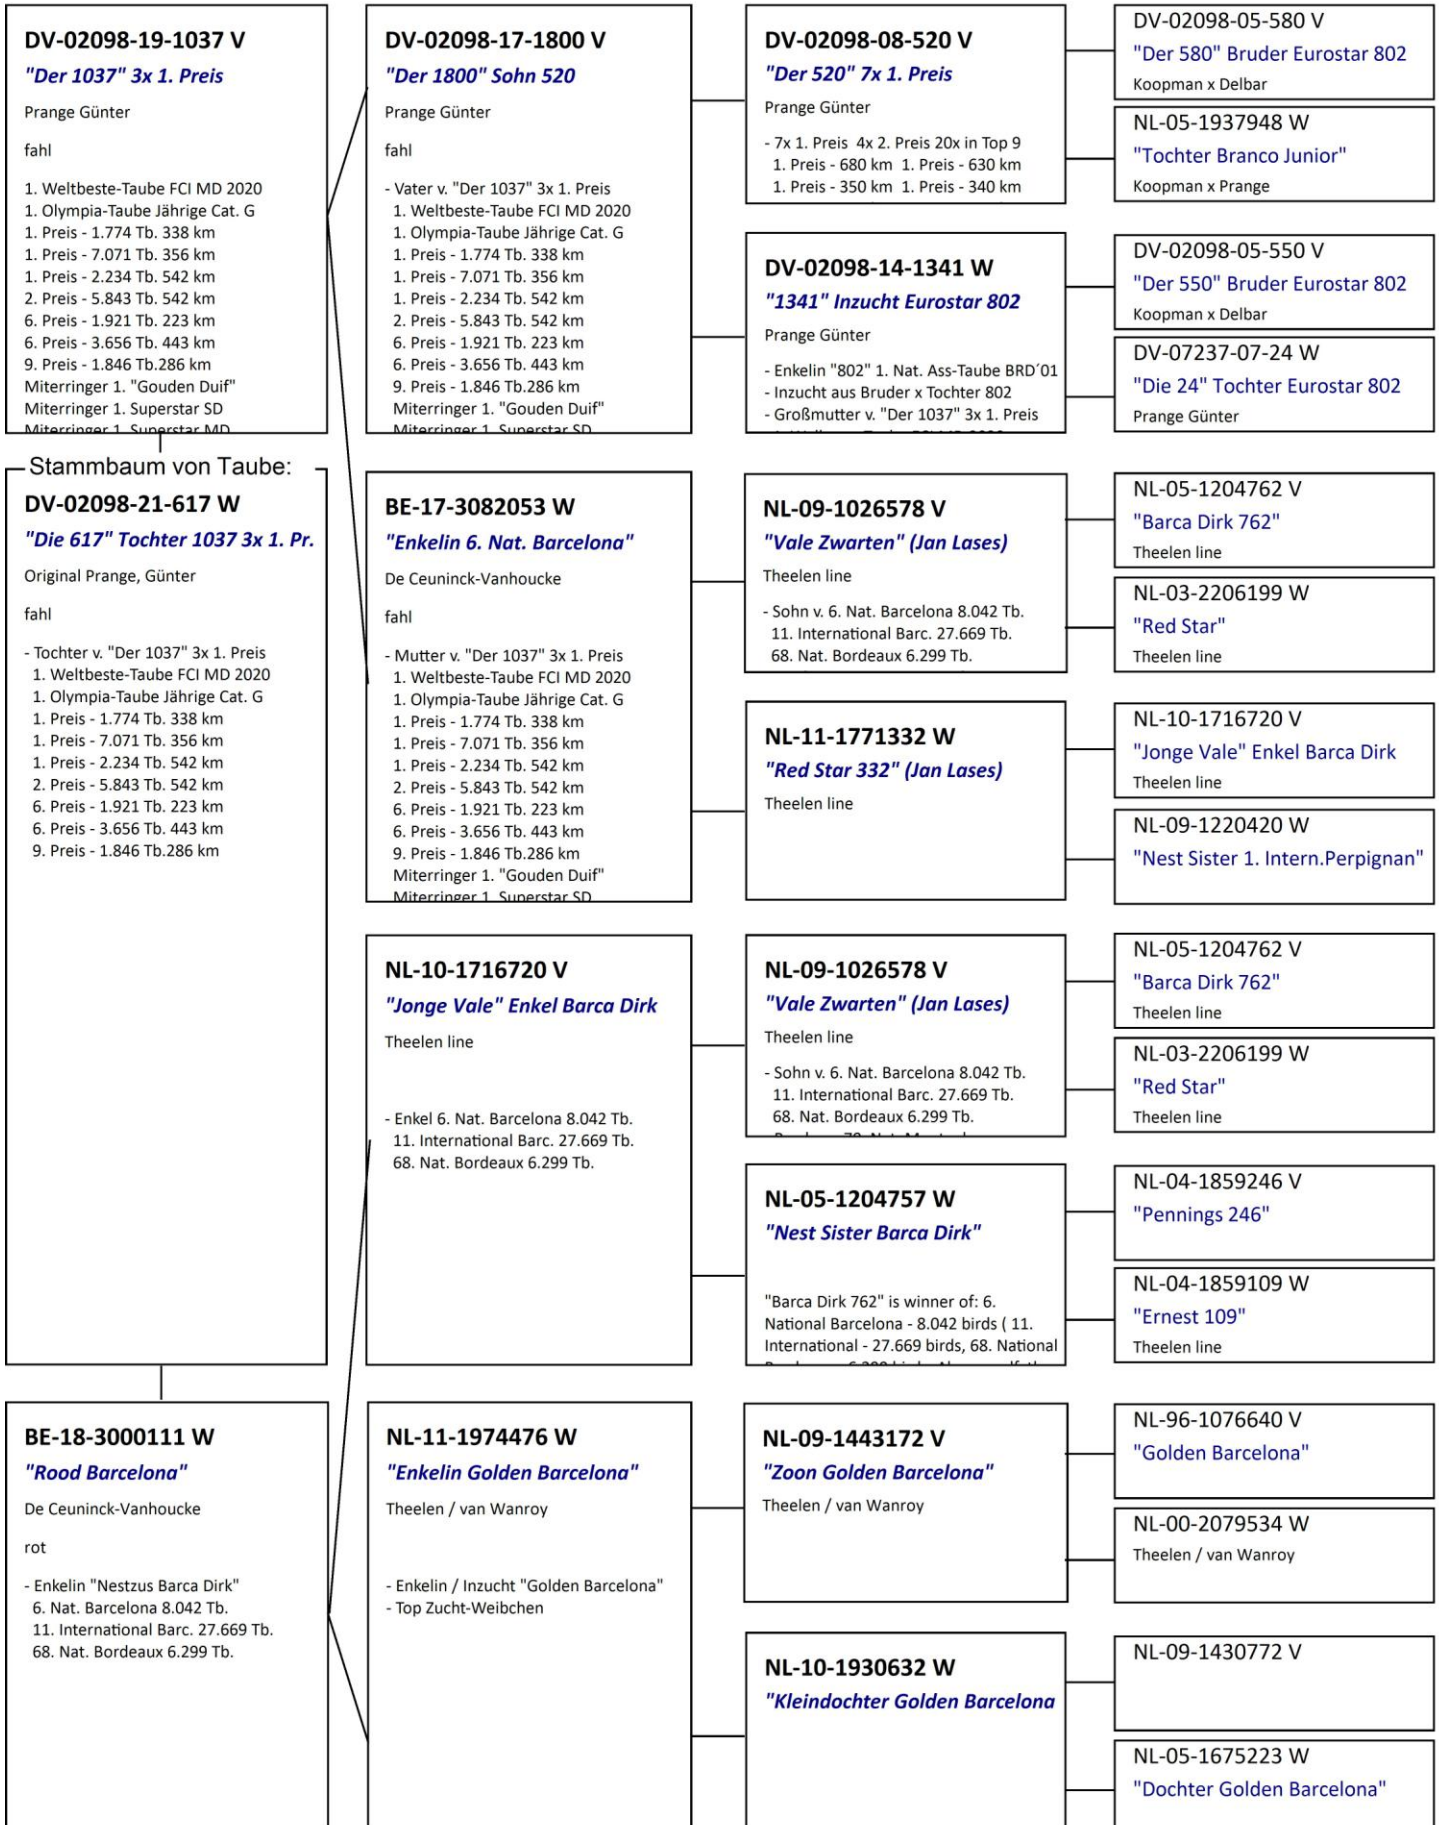 DV-02098-19-1037 V
"Der 1037" 3x 1. Preis
Prange Günter
fahl
1. Weltbeste-Taube FCI MD 2020
1. Olympia-Taube Jährige Cat. G
1. Preis - 1.774 Tb. 338 km
1. Preis - 7.071 Tb. 356 km
1. Preis - 2.234 Tb. 542 km
2. Preis - 5.843 Tb. 542 km
6. Preis - 1.921 Tb. 223 km
6. Preis - 3.656 Tb. 443 km
9. Preis - 1.846 Tb.286 km
Miterringer 1. "Gouden Duif"
Miterringer 1. Superstar SD
Miterringer 1. Superstar MD
Stammbaum von Taube:
DV-02098-21-617 W
"Die 617" Tochter 1037 3x 1. Pr.
Original Prange, Günter
fahl
- Tochter v. "Der 1037" 3x 1. Preis
1. Weltbeste-Taube FCI MD 2020
1. Olympia-Taube Jährige Cat. G
1. Preis - 1.774 Tb. 338 km
1. Preis - 7.071 Tb. 356 km
1. Preis - 2.234 Tb. 542 km
2. Preis - 5.843 Tb. 542 km
6. Preis - 1.921 Tb. 223 km
6. Preis - 3.656 Tb. 443 km
9. Preis - 1.846 Tb.286 km
BE-18-3000111 W
"Rood Barcelona"
De Ceuninck-Vanhoucke
rot
- Enkelin "Nestzus Barca Dirk"
6. Nat. Barcelona 8.042 Tb.
11. International Barc. 27.669 Tb.
68. Nat. Bordeaux 6.299 Tb.
DV-02098-17-1800 V
"Der 1800" Sohn 520
Prange Günter
fahl
- Vater v. "Der 1037" 3x 1. Preis
1. Weltbeste-Taube FCI MD 2020
1. Olympia-Taube Jährige Cat. G
1. Preis - 1.774 Tb. 338 km
1. Preis - 7.071 Tb. 356 km
1. Preis - 2.234 Tb. 542 km
2. Preis - 5.843 Tb. 542 km
6. Preis - 1.921 Tb. 223 km
6. Preis - 3.656 Tb. 443 km
9. Preis - 1.846 Tb.286 km
Miterringer 1. "Gouden Duif"
Miterringer 1. Superstar SD
BE-17-3082053 W
"Enkelin 6. Nat. Barcelona"
De Ceuninck-Vanhoucke
fahl
- Mutter v. "Der 1037" 3x 1. Preis
1. Weltbeste-Taube FCI MD 2020
1. Olympia-Taube Jährige Cat. G
1. Preis - 1.774 Tb. 338 km
1. Preis - 7.071 Tb. 356 km
1. Preis - 2.234 Tb. 542 km
2. Preis - 5.843 Tb. 542 km
6. Preis - 1.921 Tb. 223 km
6. Preis - 3.656 Tb. 443 km
9. Preis - 1.846 Tb.286 km
Miterringer 1. "Gouden Duif"
Miterringer 1. Superstar SD
NL-10-1716720 V
"Jonge Vale" Enkel Barca Dirk
Theelen line
- Enkel 6. Nat. Barcelona 8.042 Tb.
11. International Barc. 27.669 Tb.
68. Nat. Bordeaux 6.299 Tb.
NL-11-1974476 W
"Enkelin Golden Barcelona"
Theelen / van Wanroy
- Enkelin / Inzucht "Golden Barcelona"
- Top Zucht-Weibchen
DV-02098-08-520 V
"Der 520" 7x 1. Preis
Prange Günter
- 7x 1. Preis 4x 2. Preis 20x in Top 9
1. Preis - 680 km 1. Preis - 630 km
1. Preis - 350 km 1. Preis - 340 km
DV-02098-14-1341 W
"1341" Inzucht Eurostar 802
Prange Günter
- Enkelin "802" 1. Nat. Ass-Taube BRD´01
- Inzucht aus Bruder x Tochter 802
- Großmutter v. "Der 1037" 3x 1. Preis
NL-09-1026578 V
"Vale Zwarten" (Jan Lases)
Theelen line
- Sohn v. 6. Nat. Barcelona 8.042 Tb.
11. International Barc. 27.669 Tb.
68. Nat. Bordeaux 6.299 Tb.
NL-11-1771332 W
"Red Star 332" (Jan Lases)
Theelen line
NL-09-1026578 V
"Vale Zwarten" (Jan Lases)
Theelen line
- Sohn v. 6. Nat. Barcelona 8.042 Tb.
11. International Barc. 27.669 Tb.
68. Nat. Bordeaux 6.299 Tb.
NL-05-1204757 W
"Nest Sister Barca Dirk"
"Barca Dirk 762" is winner of: 6.
National Barcelona - 8.042 birds ( 11.
International - 27.669 birds, 68. National
NL-09-1443172 V
"Zoon Golden Barcelona"
Theelen / van Wanroy
NL-10-1930632 W
"Kleindochter Golden Barcelona
DV-02098-05-580 V
"Der 580" Bruder Eurostar 802
Koopman x Delbar
NL-05-1937948 W
"Tochter Branco Junior"
Koopman x Prange
DV-02098-05-550 V
"Der 550" Bruder Eurostar 802
Koopman x Delbar
DV-07237-07-24 W
"Die 24" Tochter Eurostar 802
Prange Günter
NL-05-1204762 V
"Barca Dirk 762"
Theelen line
NL-03-2206199 W
"Red Star"
Theelen line
NL-10-1716720 V
"Jonge Vale" Enkel Barca Dirk
Theelen line
NL-09-1220420 W
"Nest Sister 1. Intern.Perpignan"
NL-05-1204762 V
"Barca Dirk 762"
Theelen line
NL-03-2206199 W
"Red Star"
Theelen line
NL-04-1859246 V
"Pennings 246"
NL-04-1859109 W
"Ernest 109"
Theelen line
NL-96-1076640 V
"Golden Barcelona"
NL-00-2079534 W
Theelen / van Wanroy
NL-09-1430772 V
NL-05-1675223 W
"Dochter Golden Barcelona"